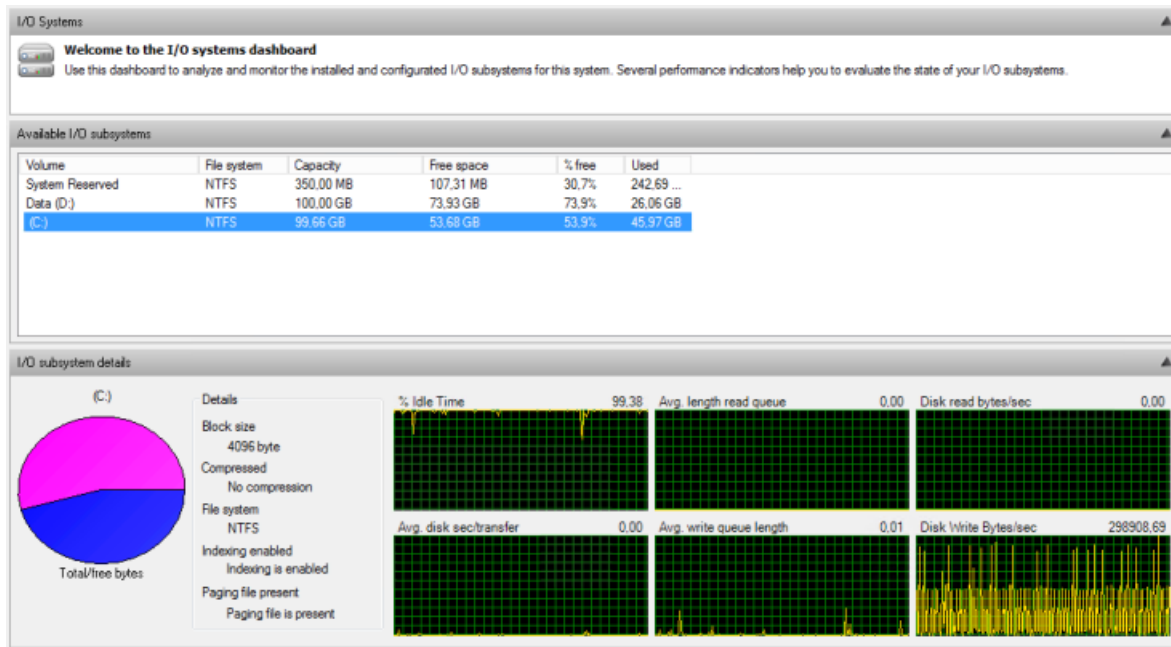 I/O Systems
Welcome to the I/O systems dashboard
Use this dashboard to analyze and monitor the installed and configurated I/O subsystems for this system. Several performance indicators help you to evaluate the state of your I/O subsystems.
Available I/O subsystems
Volume File system Capacity Free space % free Used
System Reserved NTFS 350,00 MB 107,31 MB 30,7% 242,69 ...
Data (D:) NTFS 100,00 GB 73,93 GB 73,9% 26,06 GB
(C:) NTFS 99,66 GB 53,68 GB 53,9% 45,97 GB
I/O subsystem details
(C:)
Total/free bytes
Details
Block size
4096 byte
Compressed
No compression
File system
NTFS
Indexing enabled
Indexing is enabled
Paging file present
Paging file is present
% Idle Time 99,38
Avg. length read queue 0,00
Disk read bytes/sec 0,00
Avg. disk sec/transfer 0,00
Avg. write queue length 0,01
Disk Write Bytes/sec 298908,69